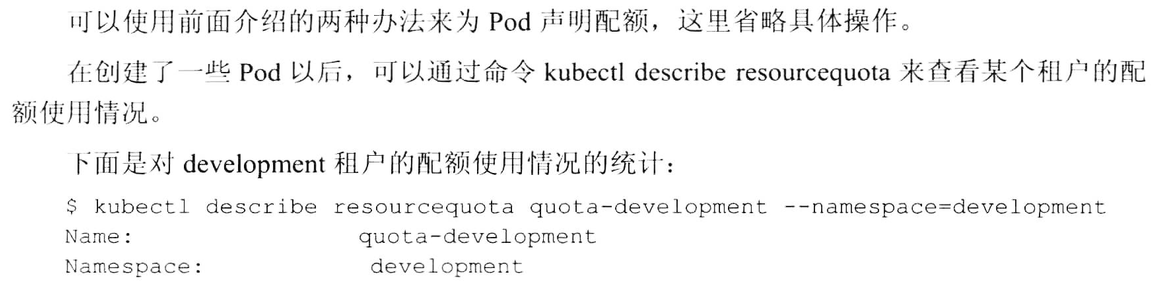 可以使用前面介绍的两种办法来为 Pod 声明配额，这里省略具体操作。
在创建了一些 Pod 以后，可以通过命令 kubectl describe resourcequota 来查看某个租户的配
额使用情况。
下面是对 development 租户的配额使用情况的统计：
$ kubectl describe resourcequota quota-development --namespace=development
Name: quota-development
Namespace: development